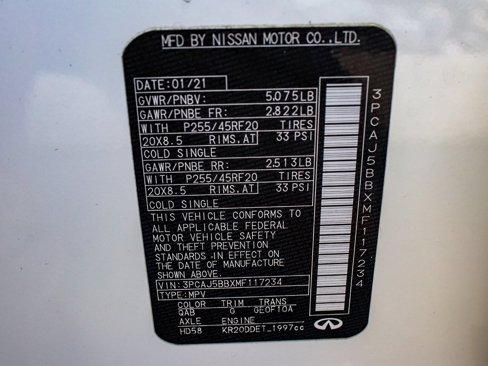 MFD BY NISSAN MOTOR CO.,LTD.
DATE:01/21
GVWR/PNBV: 5,075LB
GAWR/PNBE FR: 2,822LB
WITH P255/45RF20 TIRES
20X8.5 RIMS.AT 33 PSI
COLD SINGLE
GAWR/PNBE RR: 2,513LB
WITH P255/45RF20 TIRES
20X8.5 RIMS.AT 33 PSI
COLD SINGLE
THIS VEHICLE CONFORMS TO
ALL APPLICABLE FEDERAL
MOTOR VEHICLE SAFETY
AND THEFT PREVENTION
STANDARDS IN EFFECT ON
THE DATE OF MANUFACTURE
SHOWN ABOVE.
VIN:3PCAJ5BBXMF117234
TYPE:MPV
COLOR TRIM TRANS
QAB G GEOF10A
AXLE ENGINE
HD58 KR20DDET_1997cc
INFINITI
3PCAJ5BBXMF117234